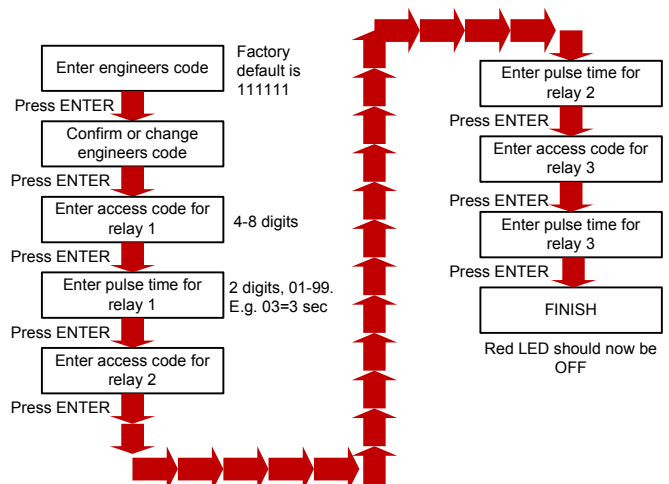 Enter engineers code
Factory
default is
111111
Press ENTER
Confirm or change
engineers code
Press ENTER
Enter access code for
relay 1
4-8 digits
Press ENTER
Enter pulse time for
relay 1
2 digits, 01-99.
E.g. 03=3 sec
Press ENTER
Enter access code for
relay 2
Press ENTER
Enter pulse time for
relay 2
Press ENTER
Enter access code for
relay 3
Press ENTER
Enter pulse time for
relay 3
Press ENTER
FINISH
Red LED should now be
OFF